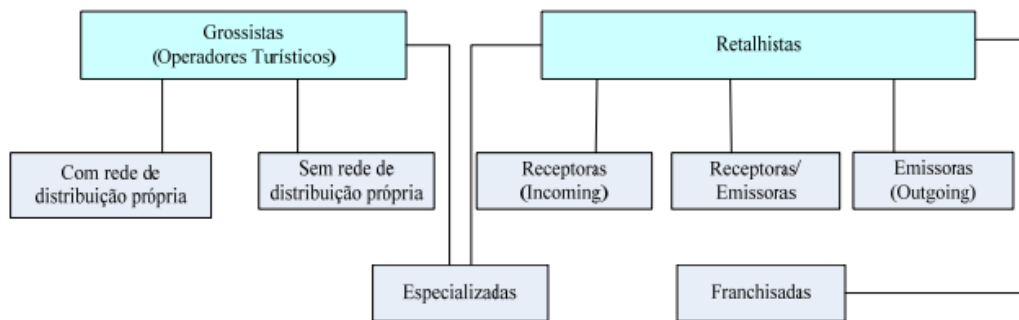 Grossistas
(Operadores Turísticos)
Retalhistas
Com rede de
distribuição própria
Sem rede de
distribuição própria
Receptoras
(Incoming)
Receptoras/
Emissoras
Emissoras
(Outgoing)
Especializadas
Franchisadas